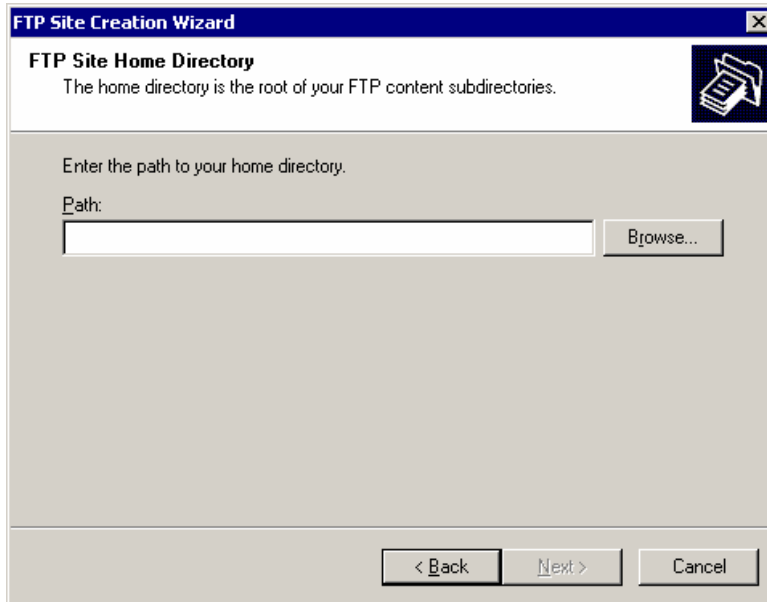 FTP Site Creation Wizard
FTP Site Home Directory
The home directory is the root of your FTP content subdirectories.
Enter the path to your home directory.
Path:
Browse...
< Back
Next >
Cancel